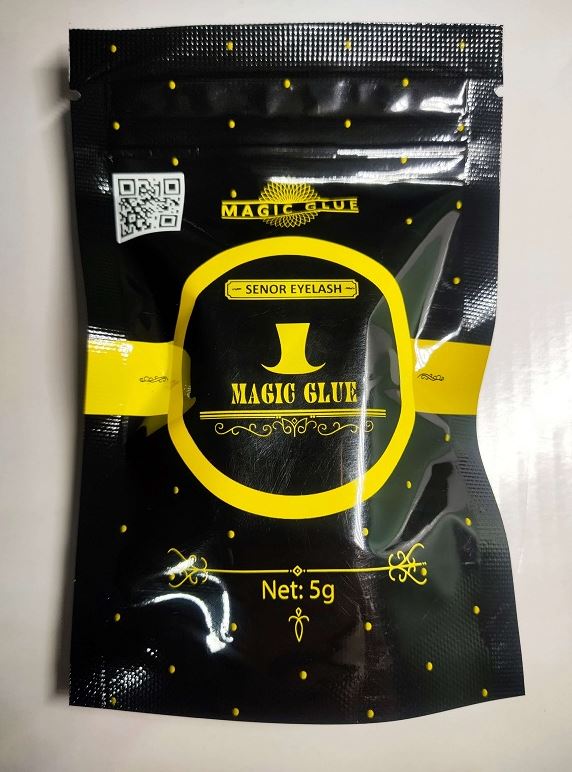 MAGIC GLUE
SENOR EYELASH
MAGIC GLUE
Net: 5g